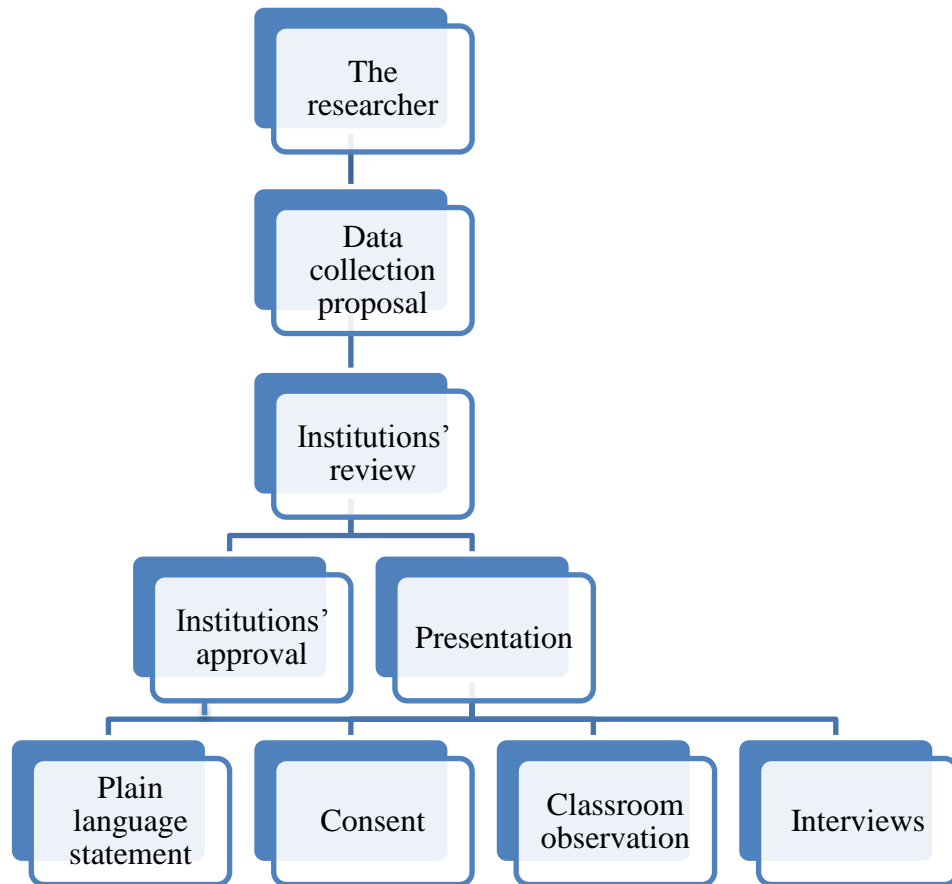 The
researcher
Data
collection
proposal
Institutions’
review
Institutions’
approval
Presentation
Plain
language
statement
Consent
Classroom
observation
Interviews